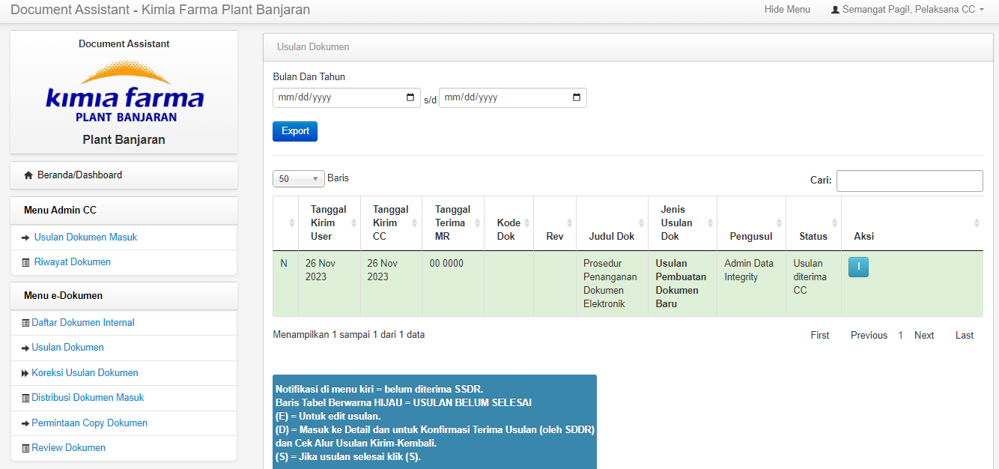 Document Assistant - Kimia Farma Plant Banjaran
Hide Menu
Semangat Pagi!, Pelaksana CC
Document Assistant
kimia farma
PLANT BANJARAN
Plant Banjaran
Beranda/Dashboard
Menu Admin CC
Usulan Dokumen Masuk
Riwayat Dokumen
Menu e-Dokumen
Daftar Dokumen Internal
Usulan Dokumen
Koreksi Usulan Dokumen
Distribusi Dokumen Masuk
Permintaan Copy Dokumen
Review Dokumen
Usulan Dokumen
Bulan Dan Tahun
mm/dd/yyyy s/d mm/dd/yyyy
Export
50 Baris
Cari:
Tanggal Kirim User
Tanggal Kirim CC
Tanggal Terima MR
Kode Dok
Rev
Judul Dok
Jenis Usulan Dok
Pengusul
Status
Aksi
N
26 Nov 2023
26 Nov 2023
00 0000
Prosedur Penanganan Dokumen Elektronik
Usulan Pembuatan Dokumen Baru
Admin Data Integrity
Usulan diterima CC
I
Menampilkan 1 sampai 1 dari 1 data
First Previous 1 Next Last
Notifikasi di menu kiri = belum diterima SSDR.
Baris Tabel Berwarna HIJAU = USULAN BELUM SELESAI
(E) = Untuk edit usulan.
(D) = Masuk ke Detail dan untuk Konfirmasi Terima Usulan (oleh SDDR)
dan Cek Alur Usulan Kirim-Kembali.
(S) = Jika usulan selesai klik (S).